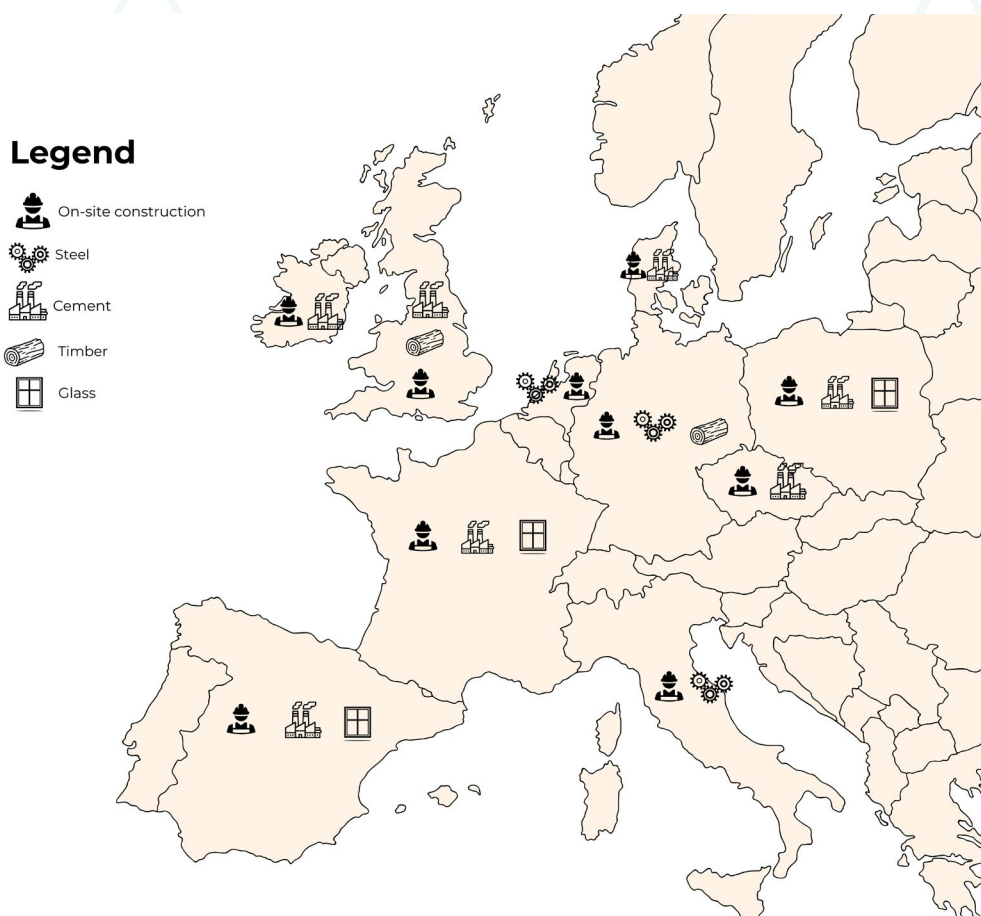 Legend
On-site construction
Steel
Cement
Timber
Glass